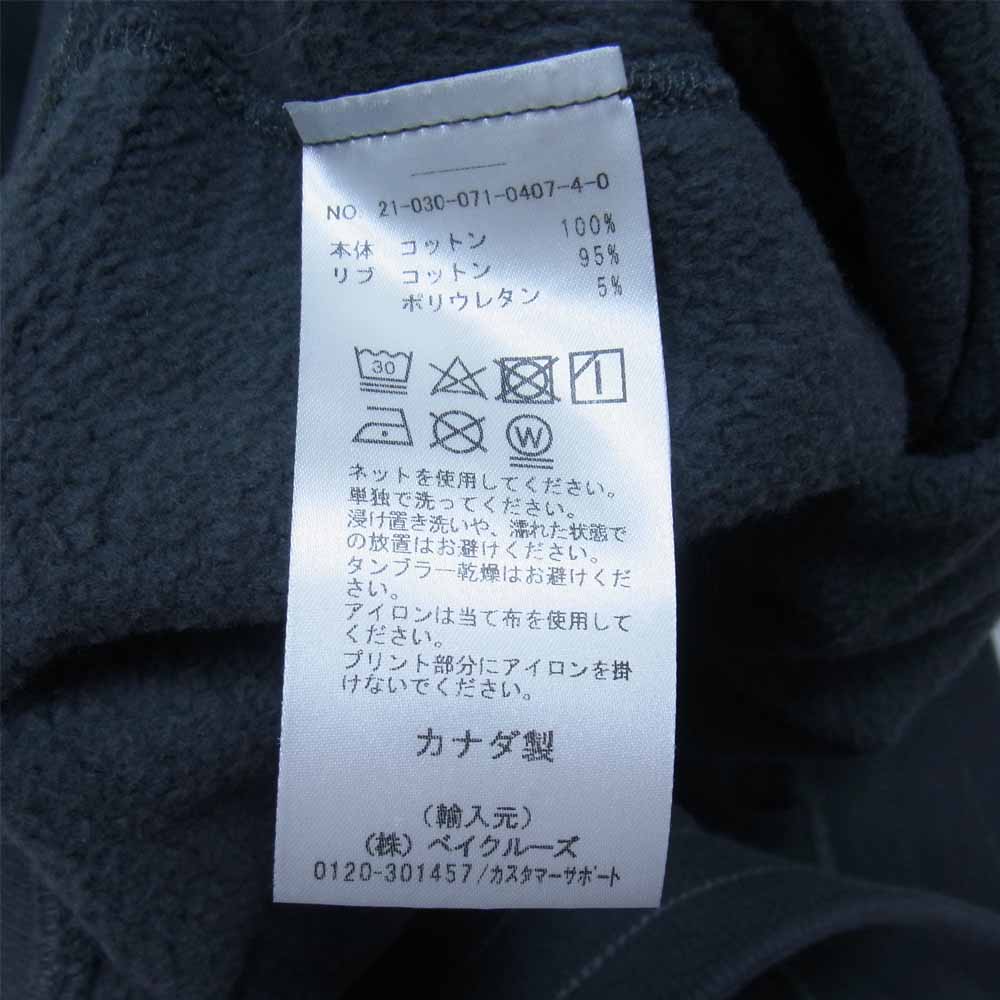 NO. 21-030-071-0407-4-0
本体 コットン 100%
リブ コットン 95%
ポリウレタン 5%
30
W
ネットを使用してください。
単独で洗ってください。
浸け置き洗いや、濡れた状態で
の放置はお避けください。
タンブラー乾燥はお避けくだ
さい。
アイロンは当て布を使用して
ください。
プリント部分にアイロンを掛
けないでください。
カナダ製
(輸入元)
(株) ベイクルーズ
0120-301457/カスタマーサポート